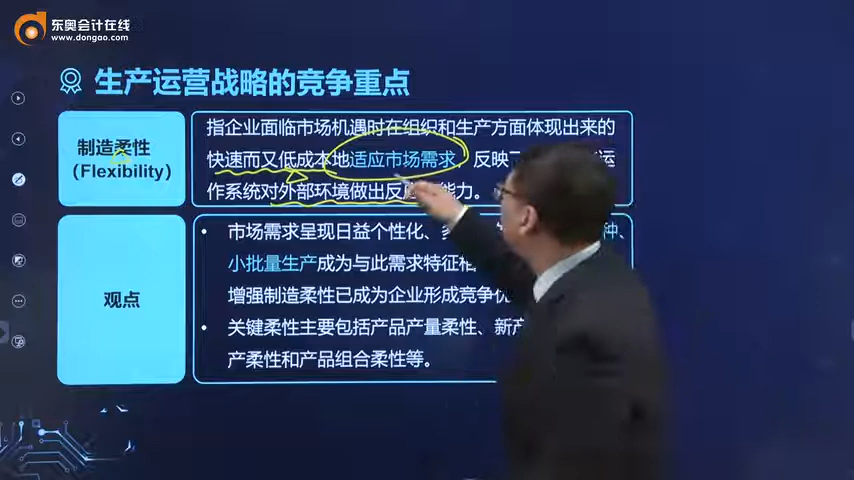 东奥会计在线
www.dongao.com
生产运营战略的竞争重点
制造柔性
（Flexibility）
指企业面临市场机遇时在组织和生产方面体现出来的
快速而又低成本地适应市场需求，反映了 运
作系统对外部环境做出反应 能力。
观点
• 市场需求呈现日益个性化、 种、
小批量生产成为与此需求特征相
增强制造柔性已成为企业形成竞争优
• 关键柔性主要包括产品产量柔性、新产
产柔性和产品组合柔性等。